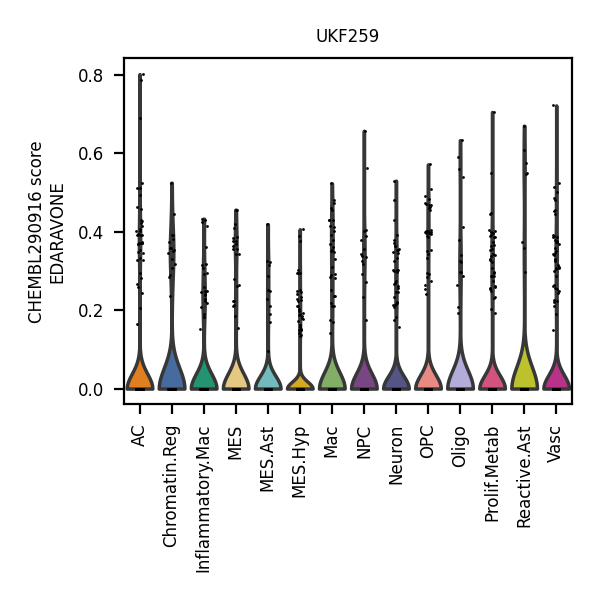 UKF259
CHEMBL290916 score
EDARAVONE
0.8
0.6
0.4
0.2
0.0
AC
Chromatin.Reg
Inflammatory.Mac
MES
MES.Ast
MES.Hyp
Mac
NPC
Neuron
OPC
Oligo
Prolif.Metab
Reactive.Ast
Vasc